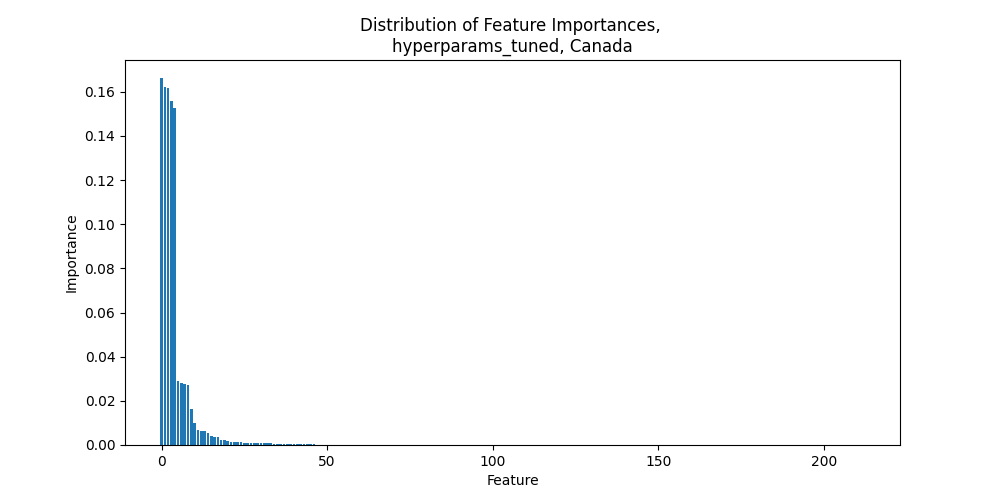 Distribution of Feature Importances,
hyperparams_tuned, Canada
0.16
0.14
0.12
0.10
0.08
0.06
0.04
0.02
0.00
Importance
0 50 100 150 200
Feature